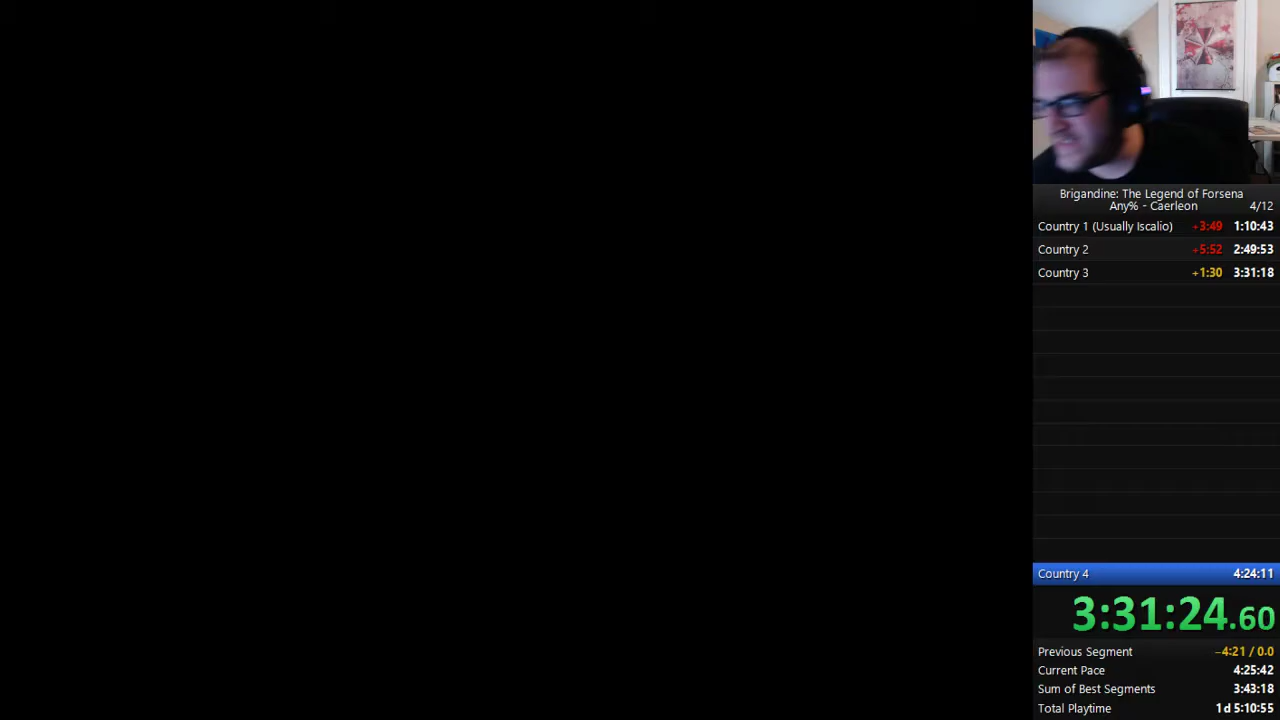 Brigandine: The Legend of Forsena
Any% - Caerleon 4/12
Country 1 (Usually Iscalio) +3:49 1:10:43
Country 2 +5:52 2:49:53
Country 3 +1:30 3:31:18
Country 4 4:24:11
3:31:24.60
Previous Segment −4:21 / 0.0
Current Pace 4:25:42
Sum of Best Segments 3:43:18
Total Playtime 1 d 5:10:55